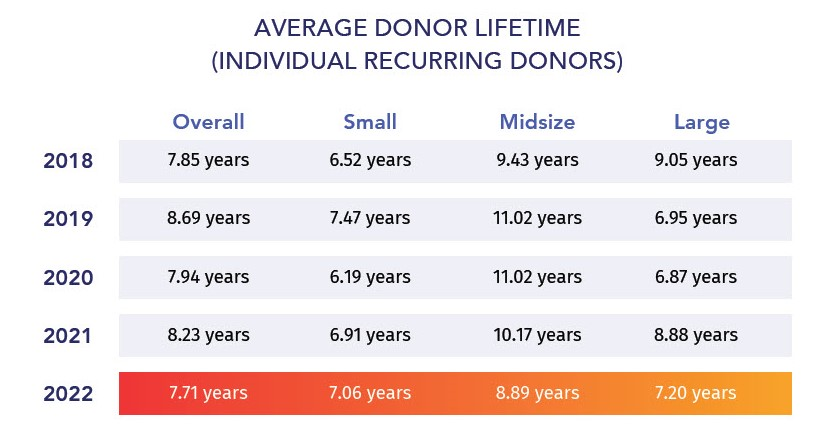 AVERAGE DONOR LIFETIME
(INDIVIDUAL RECURRING DONORS)
Overall Small Midsize Large
2018 7.85 years 6.52 years 9.43 years 9.05 years
2019 8.69 years 7.47 years 11.02 years 6.95 years
2020 7.94 years 6.19 years 11.02 years 6.87 years
2021 8.23 years 6.91 years 10.17 years 8.88 years
2022 7.71 years 7.06 years 8.89 years 7.20 years